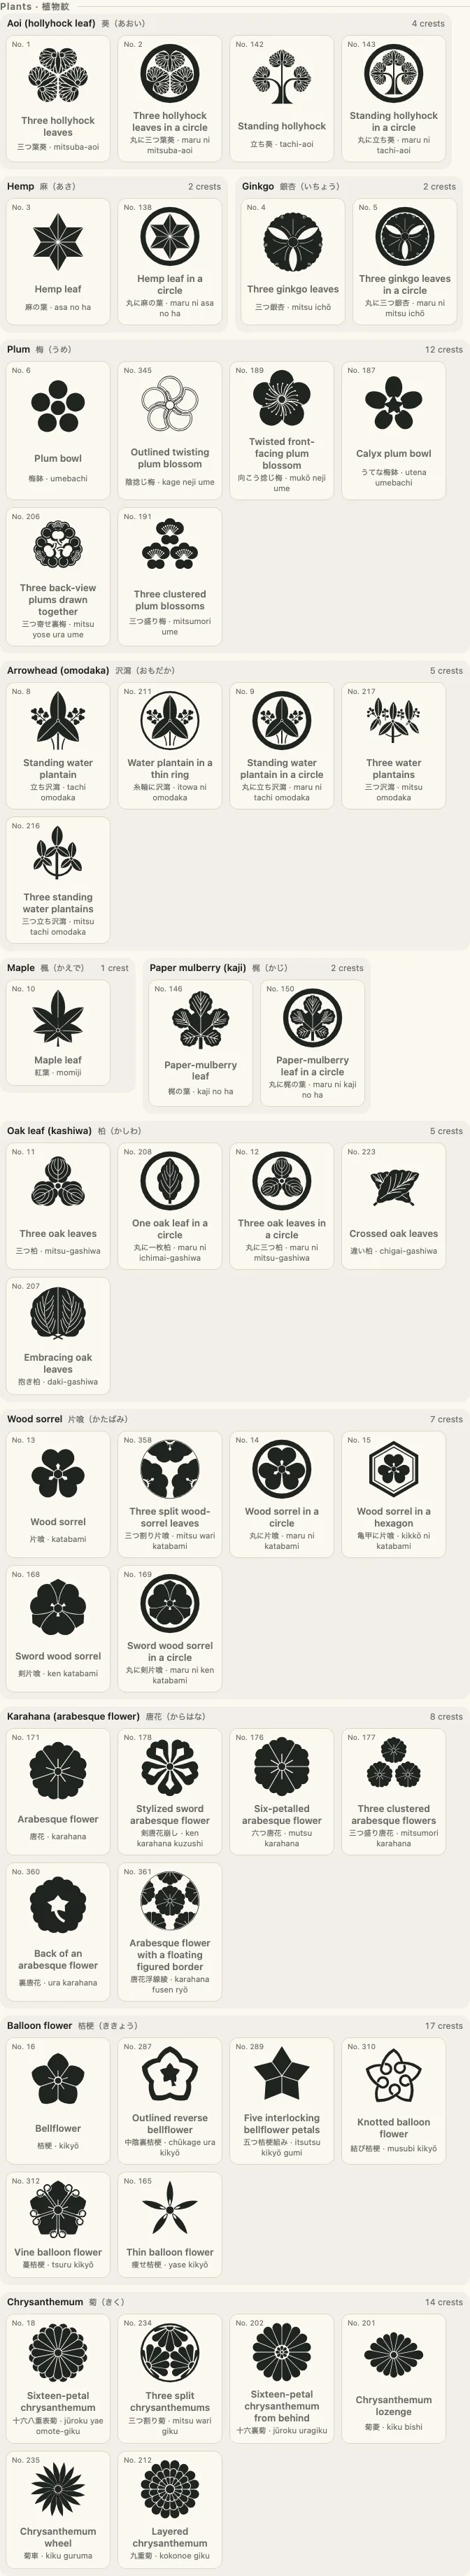 Plants · 植物紋
Aoi (hollyhock leaf) 葵（あおい） 4 crests
No. 1
Three hollyhock
leaves
三つ葉葵 · mitsuba-aoi
No. 2
Three hollyhock
leaves in a circle
丸に三つ葉葵 · maru ni
mitsuba-aoi
No. 142
Standing hollyhock
立ち葵 · tachi-aoi
No. 143
Standing hollyhock
in a circle
丸に立ち葵 · maru ni
tachi-aoi
Hemp 麻（あさ） 2 crests
No. 3
Hemp leaf
麻の葉 · asa no ha
No. 138
Hemp leaf in a
circle
丸に麻の葉 · maru ni asa
no ha
Ginkgo 銀杏（いちょう） 2 crests
No. 4
Three ginkgo leaves
三つ銀杏 · mitsu ichō
No. 5
Three ginkgo leaves
in a circle
丸に三つ銀杏 · maru ni
mitsu ichō
Plum 梅（うめ） 12 crests
No. 6
Plum bowl
梅鉢 · umebachi
No. 345
Outlined twisting
plum blossom
陰捻じ梅 · kage neji ume
No. 189
Twisted front-
facing plum
blossom
向こう捻じ梅 · mukō neji
ume
No. 187
Calyx plum bowl
うてな梅鉢 · utena
umebachi
No. 206
Three back-view
plums drawn
together
三つ寄せ裏梅 · mitsu
yose ura ume
No. 191
Three clustered
plum blossoms
三つ盛り梅 · mitsumori
ume
Arrowhead (omodaka) 沢瀉（おもだか） 5 crests
No. 8
Standing water
plantain
立ち沢瀉 · tachi
omodaka
No. 211
Water plantain in a
thin ring
糸輪に沢瀉 · itowa ni
omodaka
No. 9
Standing water
plantain in a circle
丸に立ち沢瀉 · maru ni
tachi omodaka
No. 217
Three water
plantains
三つ沢瀉 · mitsu
omodaka
No. 216
Three standing
water plantains
三つ立ち沢瀉 · mitsu
tachi omodaka
Maple 楓（かえで） 1 crest
No. 10
Maple leaf
紅葉 · momiji
Paper mulberry (kaji) 梶（かじ） 2 crests
No. 146
Paper-mulberry
leaf
梶の葉 · kaji no ha
No. 150
Paper-mulberry
leaf in a circle
丸に梶の葉 · maru ni kaji
no ha
Oak leaf (kashiwa) 柏（かしわ） 5 crests
No. 11
Three oak leaves
三つ柏 · mitsu-gashiwa
No. 208
One oak leaf in a
circle
丸に一枚柏 · maru ni
ichimai-gashiwa
No. 12
Three oak leaves in
a circle
丸に三つ柏 · maru ni
mitsu-gashiwa
No. 223
Crossed oak leaves
違い柏 · chigai-gashiwa
No. 207
Embracing oak
leaves
抱き柏 · daki-gashiwa
Wood sorrel 片喰（かたばみ） 7 crests
No. 13
Wood sorrel
片喰 · katabami
No. 358
Three split wood-
sorrel leaves
三つ割り片喰 · mitsu wari
katabami
No. 14
Wood sorrel in a
circle
丸に片喰 · maru ni
katabami
No. 15
Wood sorrel in a
hexagon
亀甲に片喰 · kikkō ni
katabami
No. 168
Sword wood sorrel
剣片喰 · ken katabami
No. 169
Sword wood sorrel
in a circle
丸に剣片喰 · maru ni ken
katabami
Karahana (arabesque flower) 唐花（からはな） 8 crests
No. 171
Arabesque flower
唐花 · karahana
No. 178
Stylized sword
arabesque flower
剣唐花崩し · ken
karahana kuzushi
No. 176
Six-petalled
arabesque flower
六つ唐花 · mutsu
karahana
No. 177
Three clustered
arabesque flowers
三つ盛り唐花 · mitsumori
karahana
No. 360
Back of an
arabesque flower
裏唐花 · ura karahana
No. 361
Arabesque flower
with a floating
figured border
唐花浮線綾 · karahana
fusen ryō
Balloon flower 桔梗（ききょう） 17 crests
No. 16
Bellflower
桔梗 · kikyō
No. 287
Outlined reverse
bellflower
中陰裏桔梗 · chūkage ura
kikyō
No. 289
Five interlocking
bellflower petals
五つ桔梗組み · itsutsu
kikyō gumi
No. 310
Knotted balloon
flower
結び桔梗 · musubi kikyō
No. 312
Vine balloon flower
蔓桔梗 · tsuru kikyō
No. 165
Thin balloon flower
痩せ桔梗 · yase kikyō
Chrysanthemum 菊（きく） 14 crests
No. 18
Sixteen-petal
chrysanthemum
十六八重表菊 · jūroku yae
omote-giku
No. 234
Three split
chrysanthemums
三つ割り菊 · mitsu wari
giku
No. 202
Sixteen-petal
chrysanthemum
from behind
十六裏菊 · jūroku uragiku
No. 201
Chrysanthemum
lozenge
菊菱 · kiku bishi
No. 235
Chrysanthemum
wheel
菊車 · kiku guruma
No. 212
Layered
chrysanthemum
九重菊 · kokonoe giku